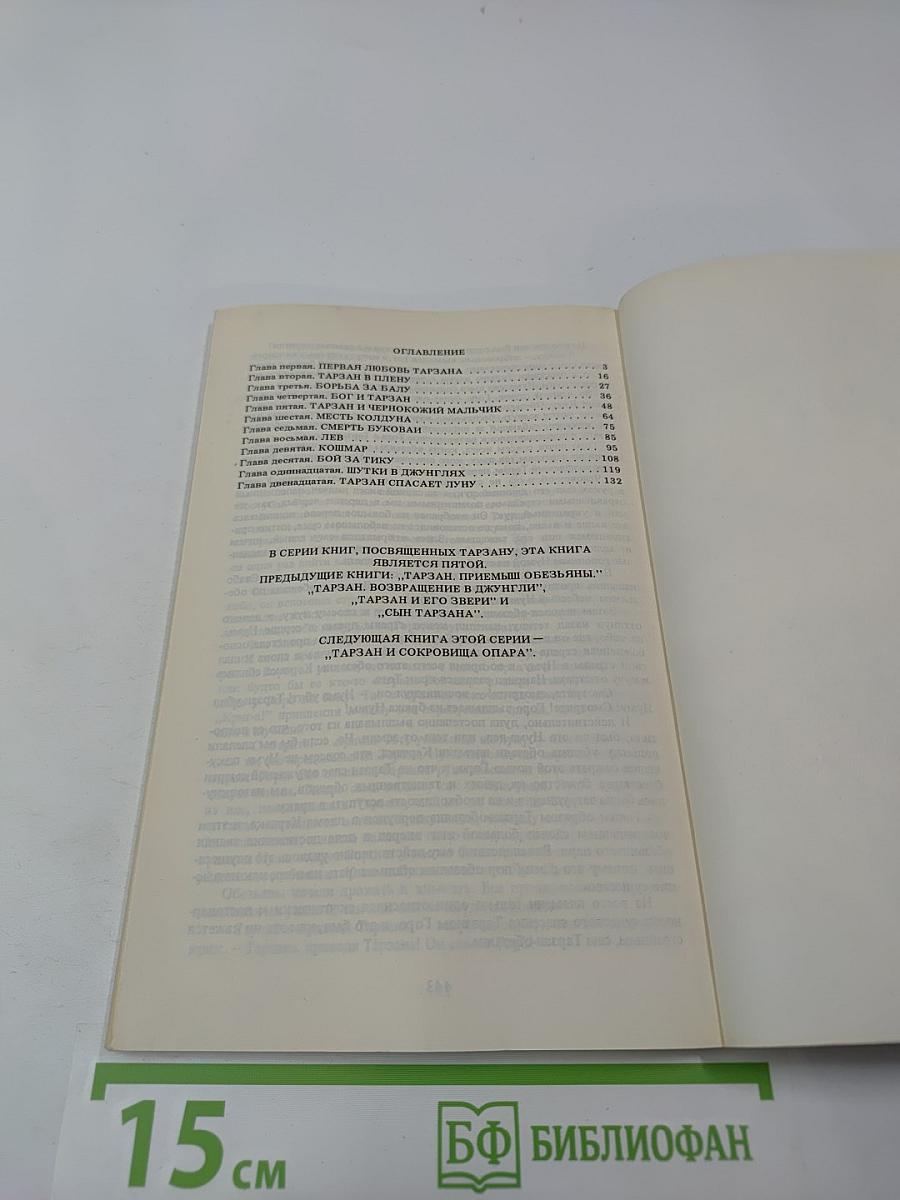 ОГЛАВЛЕНИЕ
Глава первая. ПЕРВАЯ ЛЮБОВЬ ТАРЗАНА . . . . . . . . . . . . . . . . . . 3
Глава вторая. ТАРЗАН В ПЛЕНУ . . . . . . . . . . . . . . . . . . . . . . . . 16
Глава третья. БОРЬБА ЗА БАЛУ . . . . . . . . . . . . . . . . . . . . . . . . 27
Глава четвертая. БОГ И ТАРЗАН . . . . . . . . . . . . . . . . . . . . . . . . 36
Глава пятая. ТАРЗАН И ЧЕРНОКОЖИЙ МАЛЬЧИК . . . . . . . . . . . . 48
Глава шестая. МЕСТЬ КОЛДУНА . . . . . . . . . . . . . . . . . . . . . . . . 64
Глава седьмая. СМЕРТЬ БУКОВАИ . . . . . . . . . . . . . . . . . . . . . . 75
Глава восьмая. ЛЕВ . . . . . . . . . . . . . . . . . . . . . . . . . . . . . . . . 85
Глава девятая. КОШМАР . . . . . . . . . . . . . . . . . . . . . . . . . . . . . 95
Глава десятая. БОЙ ЗА ТИКУ . . . . . . . . . . . . . . . . . . . . . . . . . . 108
Глава одиннадцатая. ШУТКИ В ДЖУНГЛЯХ . . . . . . . . . . . . . . . . . 119
Глава двенадцатая. ТАРЗАН СПАСАЕТ ЛУНУ . . . . . . . . . . . . . . . . 132
В СЕРИИ КНИГ, ПОСВЯЩЕННЫХ ТАРЗАНУ, ЭТА КНИГА
ЯВЛЯЕТСЯ ПЯТОЙ.
ПРЕДЫДУЩИЕ КНИГИ: ,,ТАРЗАН. ПРИЕМЫШ ОБЕЗЬЯНЫ.”
,,ТАРЗАН. ВОЗВРАЩЕНИЕ В ДЖУНГЛИ”,
,,ТАРЗАН И ЕГО ЗВЕРИ” И
,,СЫН ТАРЗАНА”.
СЛЕДУЮЩАЯ КНИГА ЭТОЙ СЕРИИ —
,,ТАРЗАН И СОКРОВИЩА ОПАРА”.
15 см
БФ БИБЛИОФАН